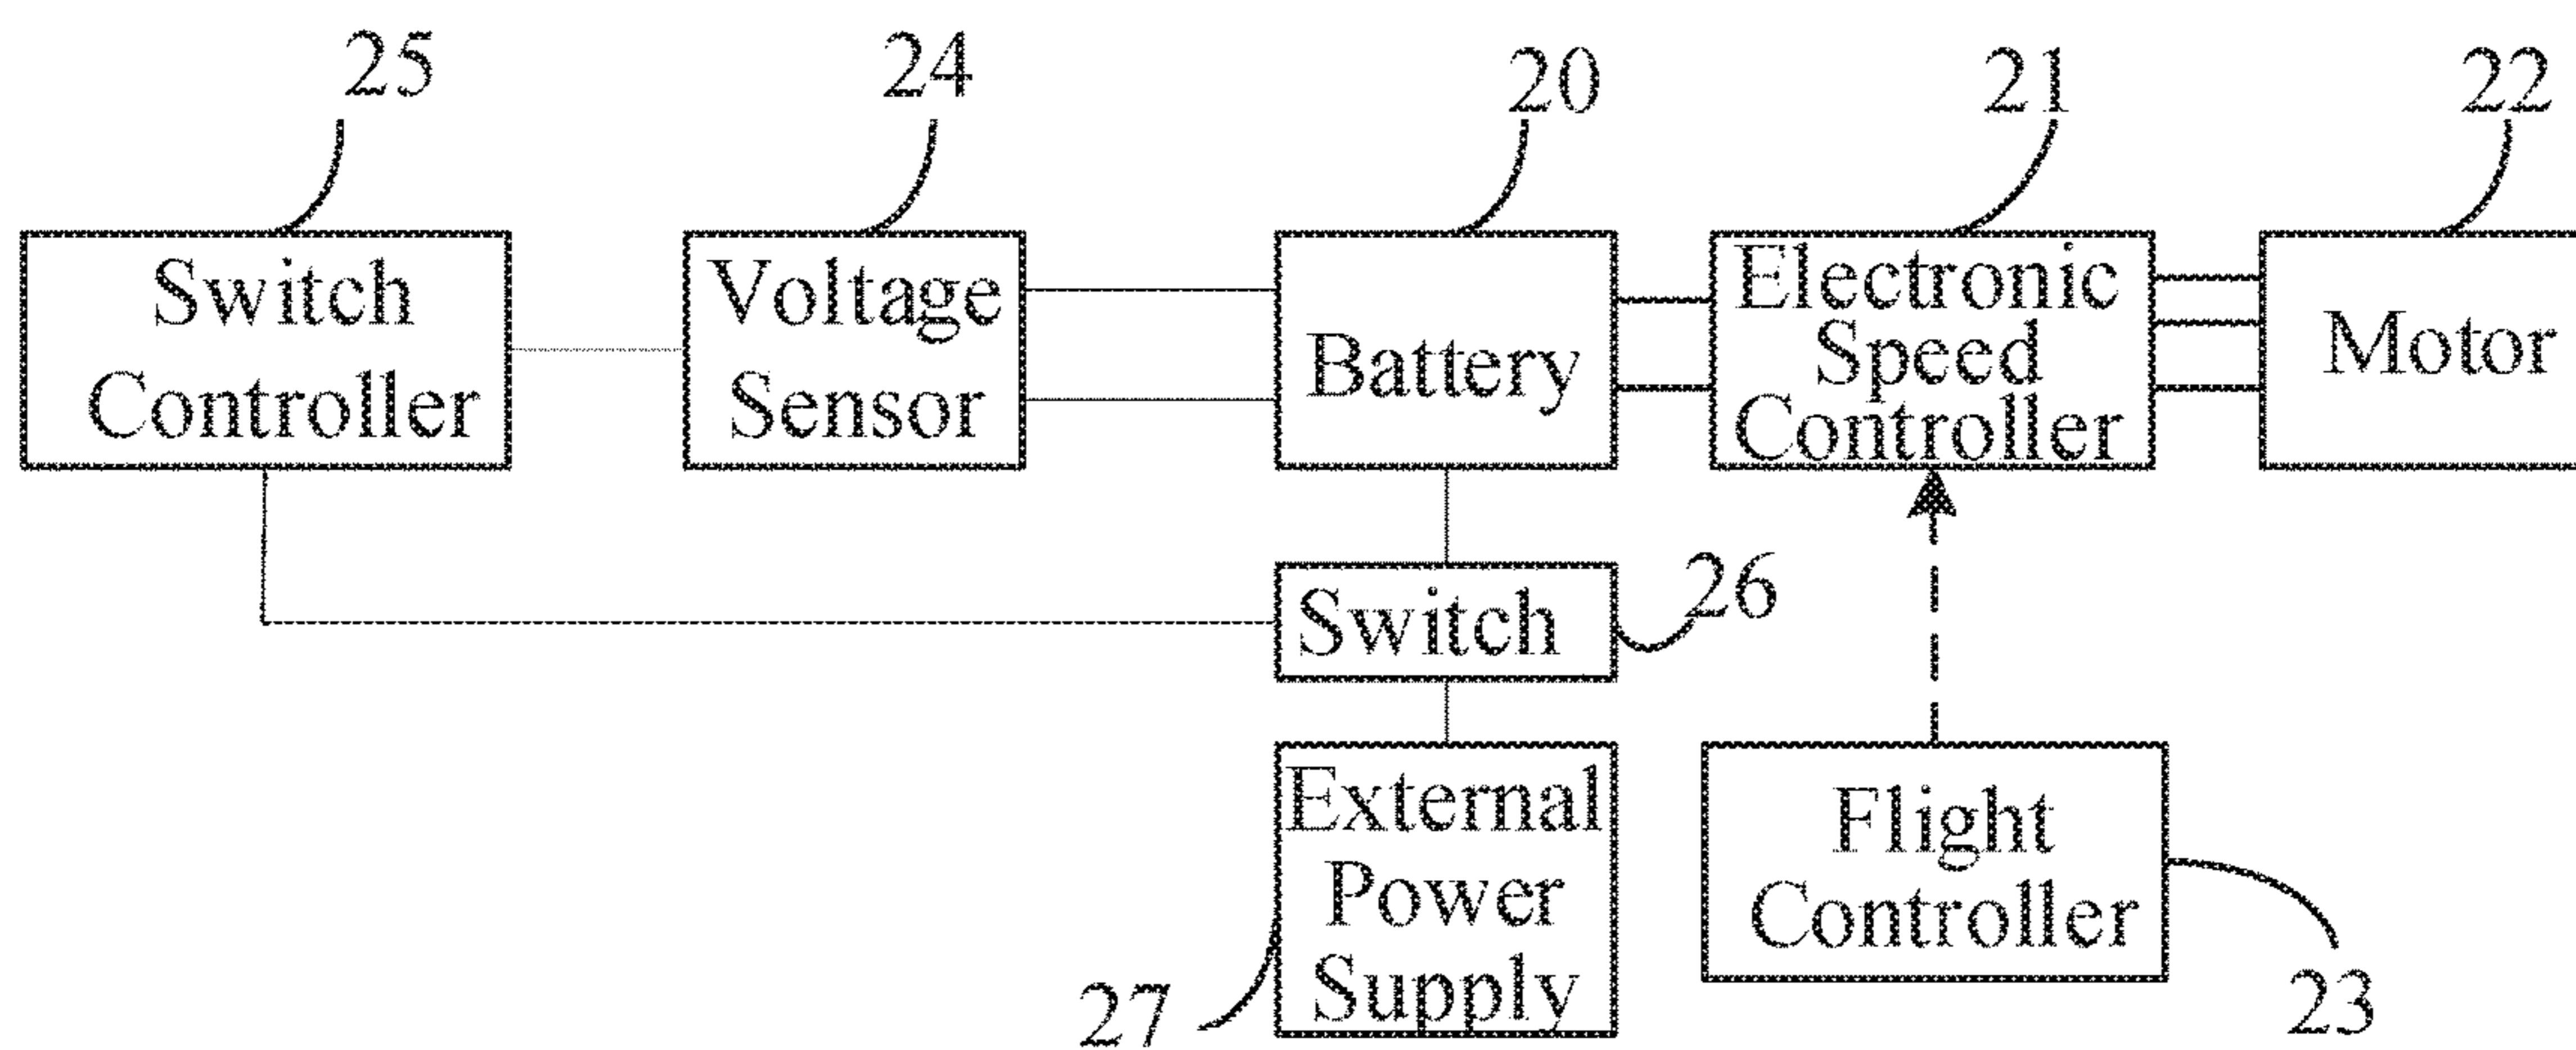 25
24
20
21
22
Switch
Controller
Voltage
Sensor
Battery
Electronic
Speed
Controller
Motor
Switch
26
External
Power
Supply
27
Flight
Controller
23